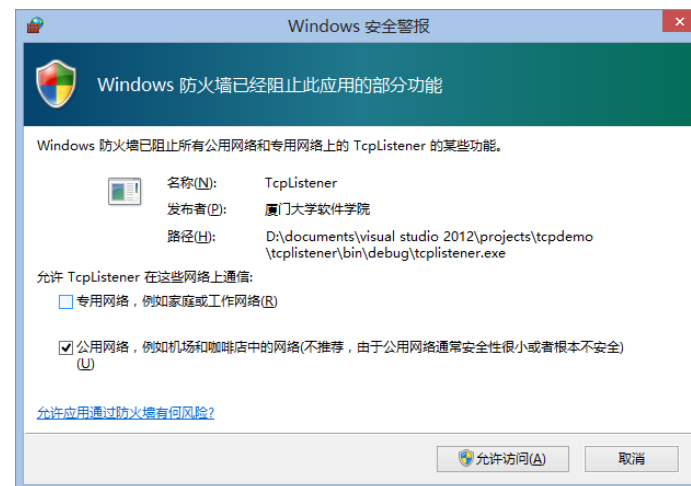 Windows 安全警报
Windows 防火墙已经阻止此应用的部分功能
Windows 防火墙已阻止所有公用网络和专用网络上的 TcpListener 的某些功能。
名称(N): TcpListener
发布者(P): 厦门大学软件学院
路径(H): D:\documents\visual studio 2012\projects\tcpdemo
\tcplistener\bin\debug\tcplistener.exe
允许 TcpListener 在这些网络上通信:
专用网络，例如家庭或工作网络(R)
公用网络，例如机场和咖啡店中的网络(不推荐，由于公用网络通常安全性很小或者根本不安全)
(U)
允许应用通过防火墙有何风险?
允许访问(A) 取消